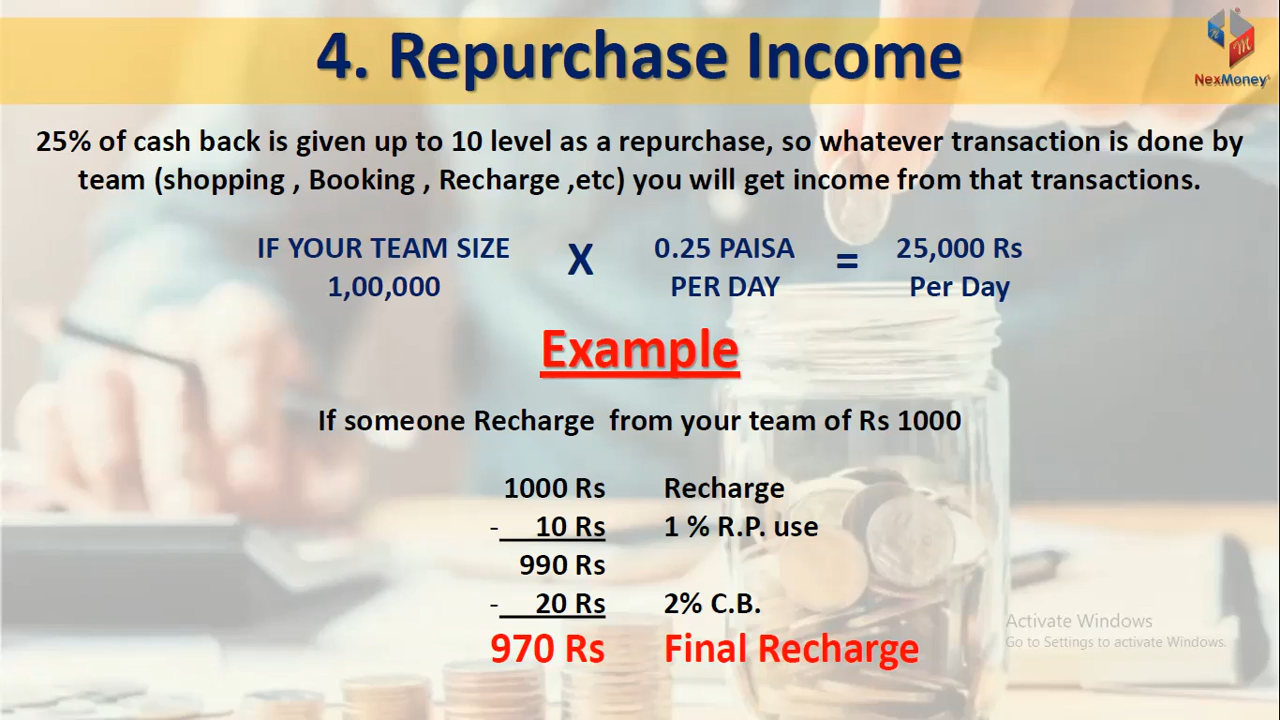 4. Repurchase Income
NexMoney
25% of cash back is given up to 10 level as a repurchase, so whatever transaction is done by
team (shopping , Booking , Recharge ,etc) you will get income from that transactions.
IF YOUR TEAM SIZE X 0.25 PAISA = 25,000 Rs
1,00,000 PER DAY Per Day
Example
If someone Recharge from your team of Rs 1000
1000 Rs Recharge
- 10 Rs 1 % R.P. use
990 Rs
- 20 Rs 2% C.B.
970 Rs Final Recharge
Activate Windows
Go to Settings to activate Windows.